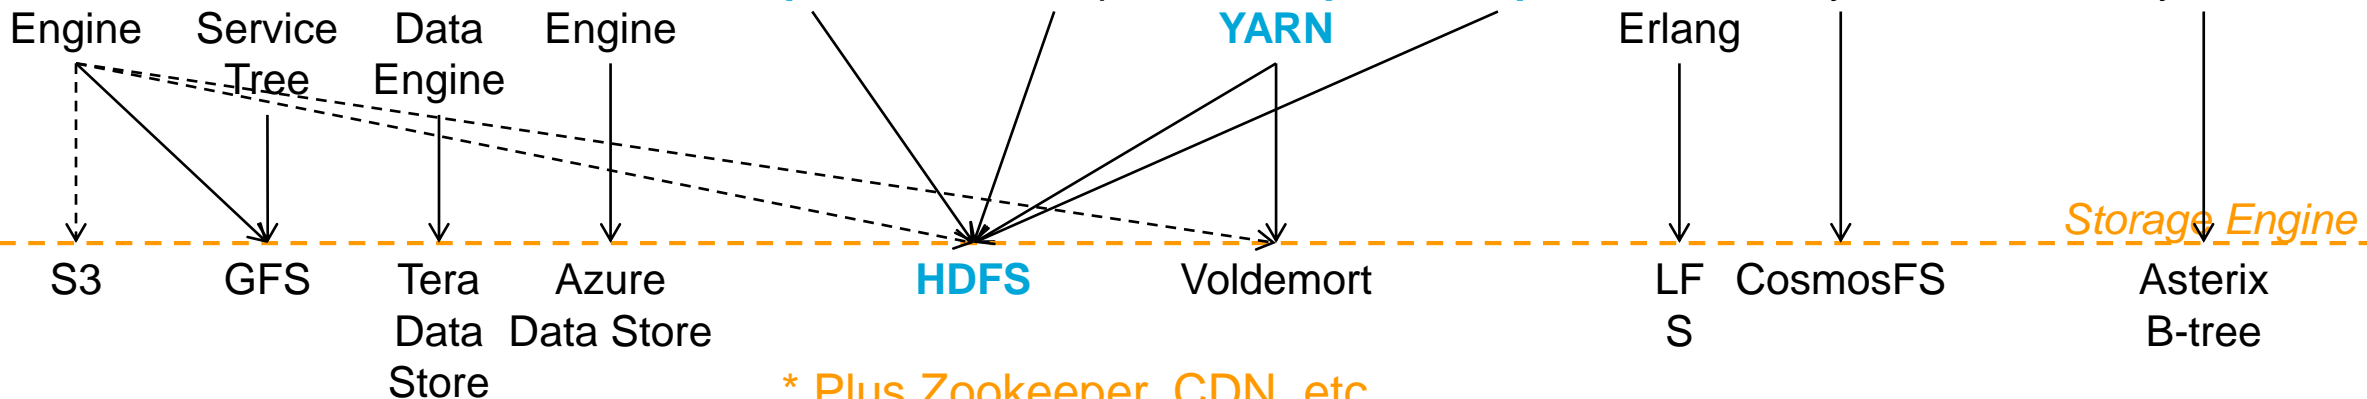 Engine Service Data Engine YARN Erlang
Tree Engine
Storage Engine
S3 GFS Tera Azure HDFS Voldemort LF CosmosFS Asterix
Data Data Store S B-tree
Store
* Plus Zookeeper, CDN, etc